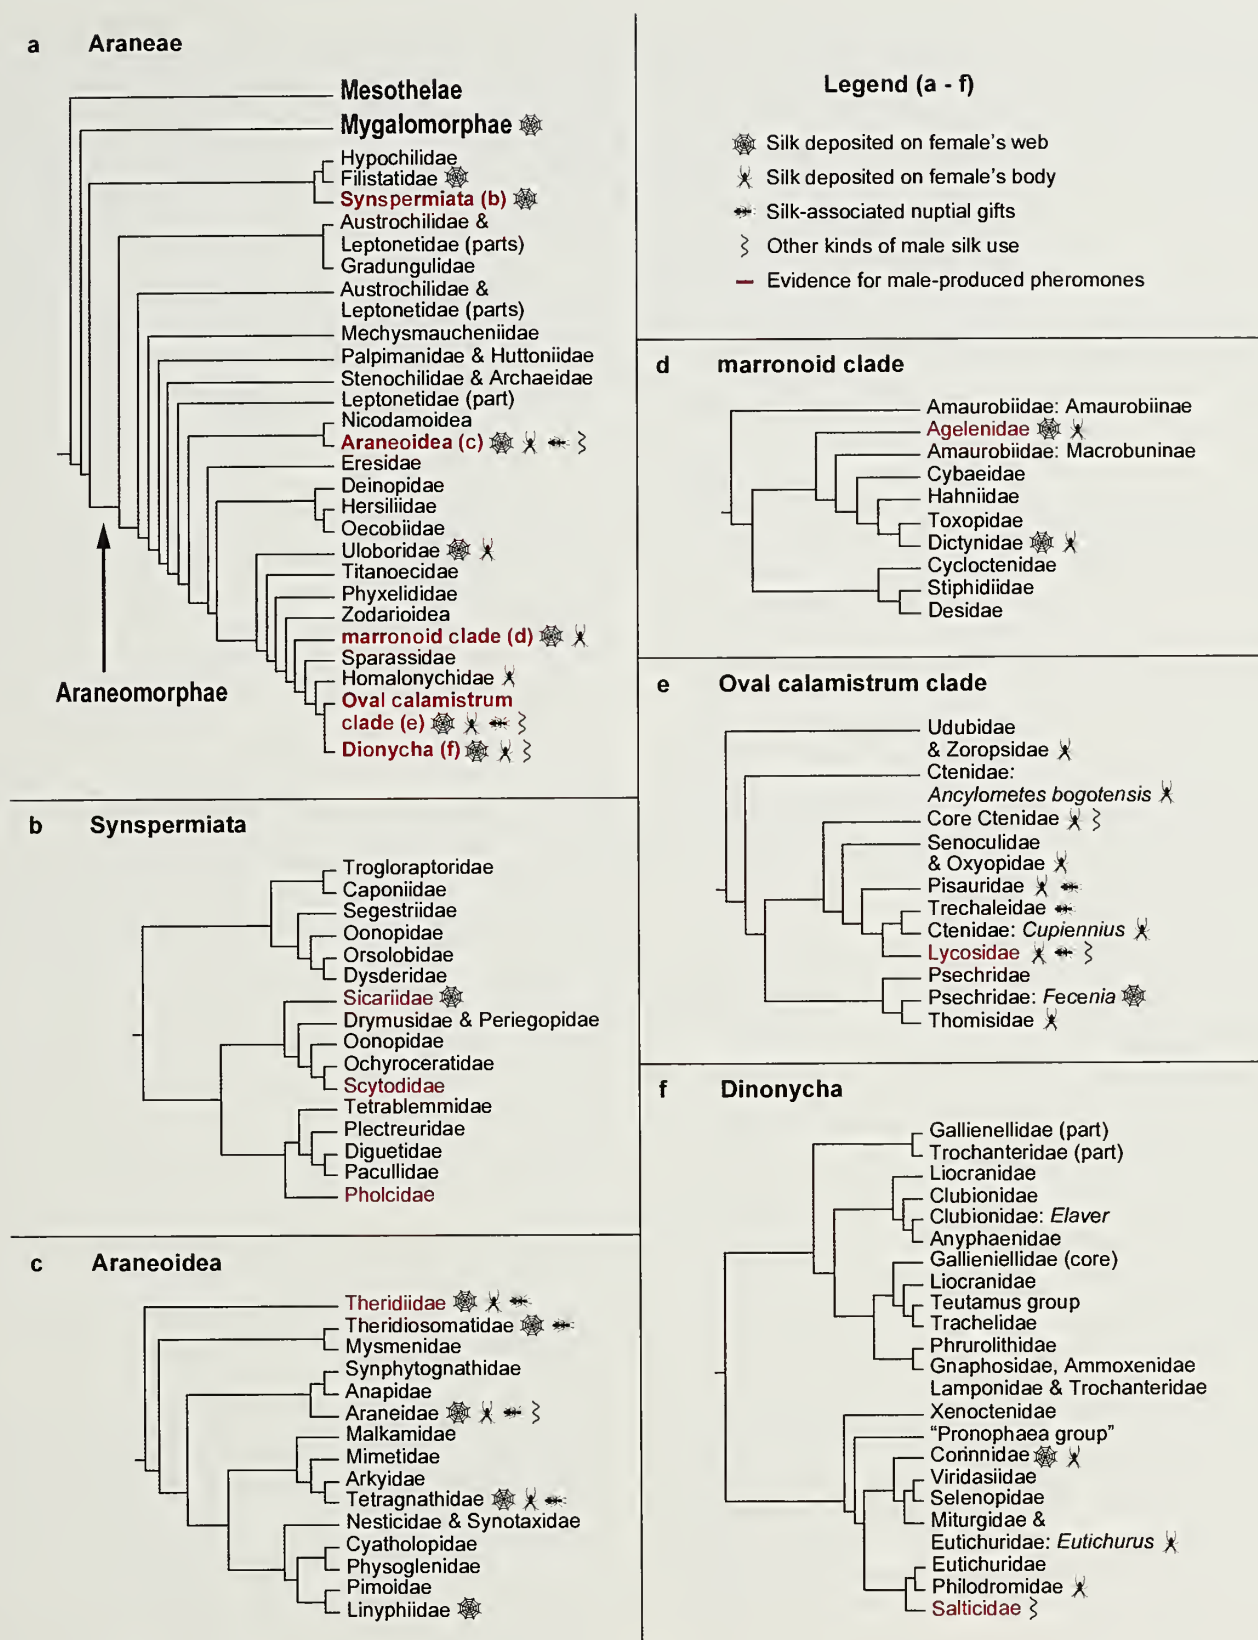 a Araneae
Mesothelae
Mygalomorphae
Hypochilidae
Filistatidae
Synspermiata (b)
Austrochilidae &
Leptonetidae (parts)
Gradungulidae
Austrochilidae &
Leptonetidae (parts)
Mechysmaucheniidae
Palpimanidae & Huttoniidae
Stenochilidae & Archaeidae
Leptonetidae (part)
Nicodamoidea
Araneoidea (c)
Eresidae
Deinopidae
Hersiliidae
Oecobiidae
Uloboridae
Titanoecidae
Phyxelididae
Zodarioidea
marronoid clade (d)
Sparassidae
Homalonychidae
Oval calamistrum
clade (e)
Dionycha (f)
Araneomorphae
Legend (a - f)
Silk deposited on female's web
Silk deposited on female's body
Silk-associated nuptial gifts
Other kinds of male silk use
Evidence for male-produced pheromones
b Synspermiata
Trogloraptoridae
Caponiidae
Segestriidae
Oonopidae
Orsolobidae
Dysderidae
Sicariidae
Drymusidae & Periegopidae
Oonopidae
Ochyroceratidae
Scytodidae
Tetrablemmidae
Plectreuridae
Diguetidae
Pacullidae
Pholcidae
c Araneoidea
Theridiidae
Theridiosomatidae
Mysmenidae
Synphytognathidae
Anapidae
Araneidae
Malkamidae
Mimetidae
Arkyidae
Tetragnathidae
Nesticidae & Synotaxidae
Cyatholopidae
Physoglenidae
Pimoidae
Linyphiidae
d marronoid clade
Amaurobiidae: Amaurobiinae
Agelenidae
Amaurobiidae: Macrobuninae
Cybaeidae
Hahniidae
Toxopidae
Dictynidae
Cycloctenidae
Stiphidiidae
Desidae
e Oval calamistrum clade
Udubidae
& Zoropsidae
Ctenidae:
Ancylometes bogotensis
Core Ctenidae
Senoculidae
& Oxyopidae
Pisauridae
Trechaleidae
Ctenidae: Cupiennius
Lycosidae
Psechridae
Psechridae: Fecenia
Thomisidae
f Dinonycha
Gallienellidae (part)
Trochanteridae (part)
Liocranidae
Clubionidae
Clubionidae: Elaver
Anyphaenidae
Gallieniellidae (core)
Liocranidae
Teutamus group
Trachelidae
Phrurolithidae
Gnaphosidae, Ammoxenidae
Lamponidae & Trochanteridae
Xenoctenidae
"Pronophaea group"
Corinnidae
Viridasiidae
Selenopidae
Miturgidae &
Eutichuridae: Eutichurus
Eutichuridae
Philodromidae
Salticidae